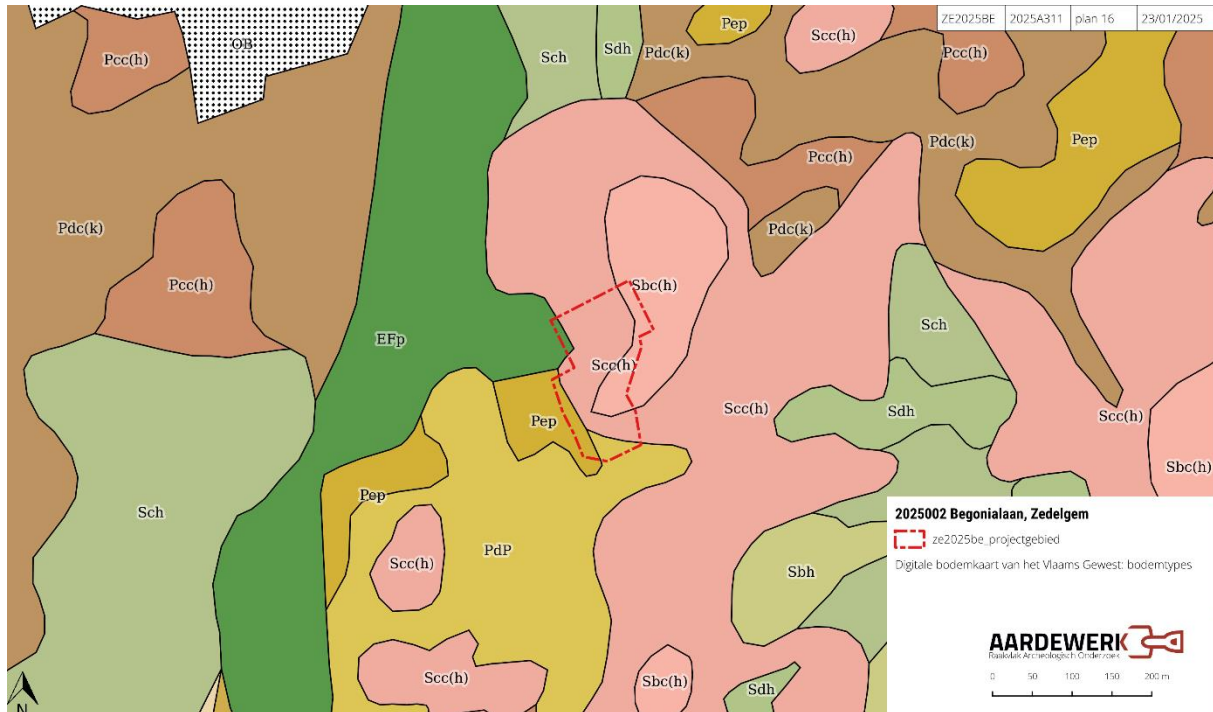 ZE2025BE 2025A311 plan 16 23/01/2025
OB
Pcc(h)
Sch
Sdh
Pdc(k)
Pep
Scc(h)
Pcc(h)
Pdc(k)
Pep
Pcc(h)
Pdc(k)
Pdc(k)
Pcc(h)
Sbc(h)
EFp
Sch
Scc(h)
Scc(h)
Sdh
Scc(h)
Pep
Sbc(h)
Pep
Sch
PdP
Scc(h)
Sbh
Scc(h)
Sbc(h)
Sdh
N
2025002 Begonialaan, Zedelgem
ze2025be_projectgebied
Digitale bodemkaart van het Vlaams Gewest: bodemtypes
AARDEWERK
Raakvlak Archeologisch Onderzoek
0 50 100 150 200 m